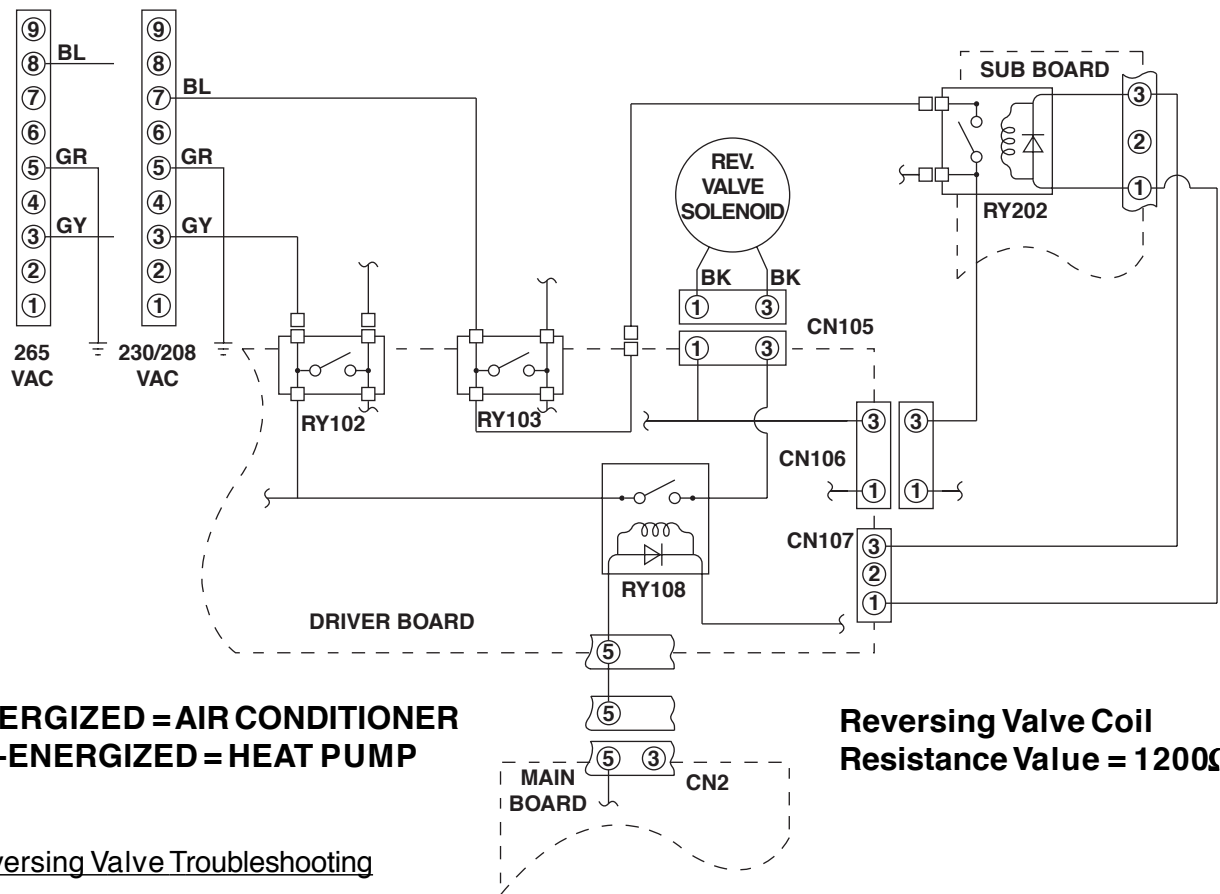 9
8 BL
7
6
5 GR
4
3 GY
2
1
265
VAC
9
8
7 BL
6
5 GR
4
3 GY
2
1
230/208
VAC
SUB BOARD
3
2
1
RY202
REV.
VALVE
SOLENOID
BK BK
1 3
CN105
1 3
RY102
RY103
3 3
CN106
1 1
CN107
3
2
1
RY108
DRIVER BOARD
5
5
5 3
CN2
MAIN
BOARD
ERGIZED = AIR CONDITIONER
-ENERGIZED = HEAT PUMP
Reversing Valve Coil
Resistance Value = 1200Ω
versing Valve Troubleshooting